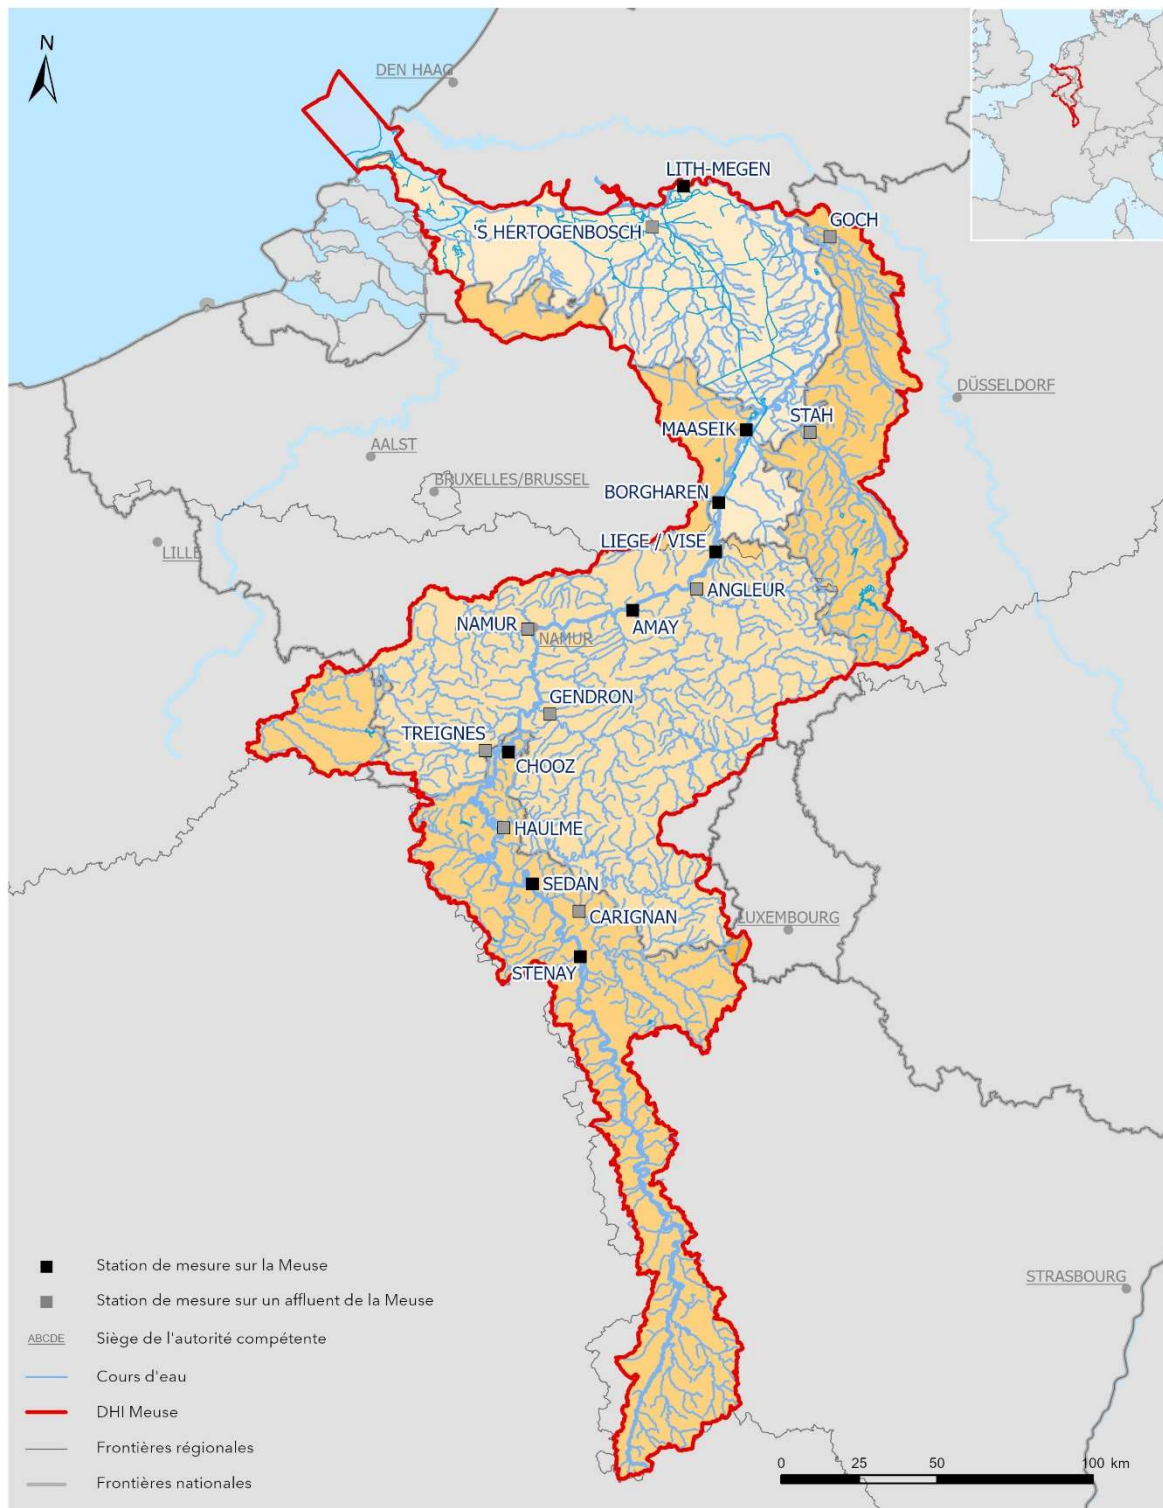 N
DEN HAAG
LITH-MEGEN
GOCH
'S HERTOGENBOSCH
DÜSSELDORF
STAH
MAASEIK
AALST
BRUXELLES/BRUSSEL
BORGHAREN
LILLE
LIEGE / VISE
ANGLEUR
NAMUR
AMAY
NAMUR
GENDRON
TREIGNES
CHOOZ
HAULME
SEDAN
CARIGNAN
LUXEMBOURG
STENAY
STRASBOURG
Station de mesure sur la Meuse
Station de mesure sur un affluent de la Meuse
ABCDE Siège de l'autorité compétente
Cours d'eau
DHI Meuse
Frontières régionales
Frontières nationales
0 25 50 100 km